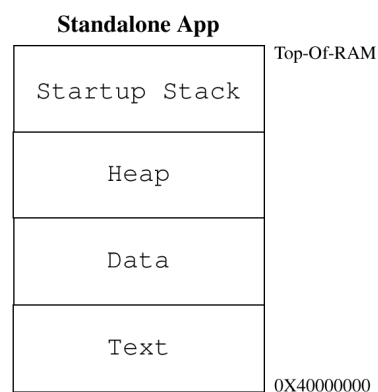 Standalone App
Top-Of-RAM
Startup Stack
Heap
Data
Text
0X40000000